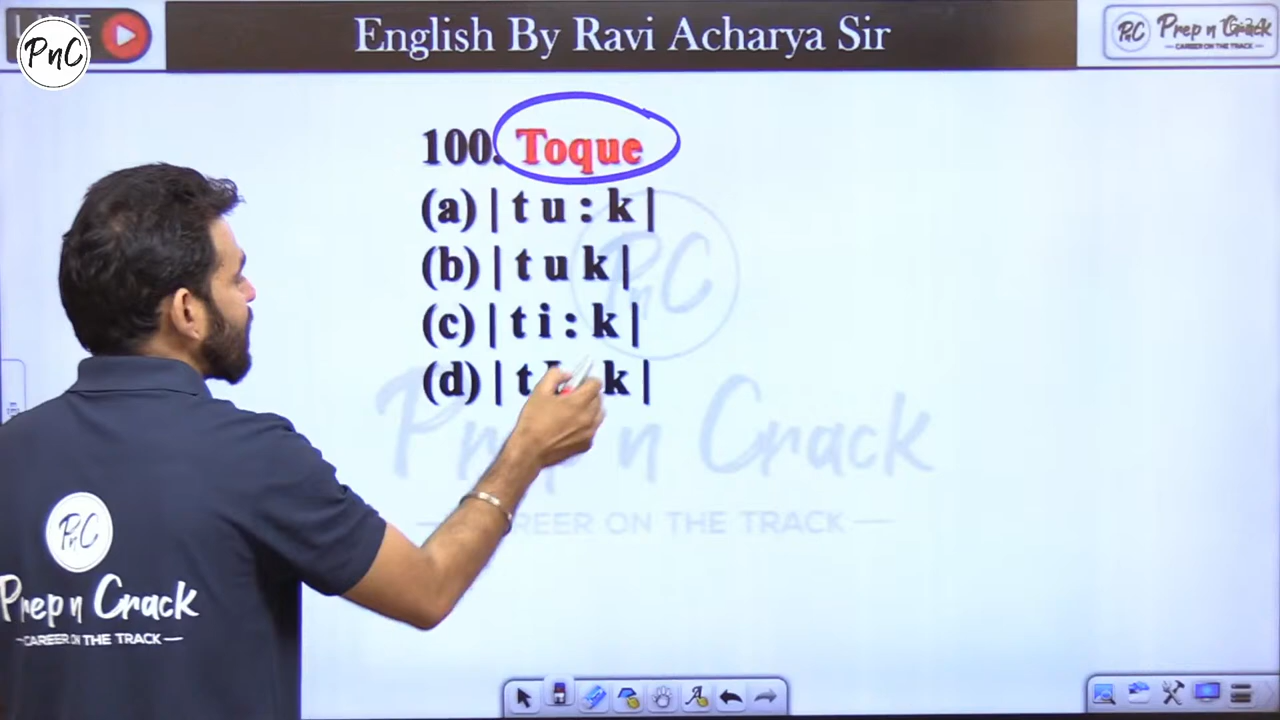 LIVE
PnC
English By Ravi Acharya Sir
PnC Prep n Crack
CAREER ON THE TRACK
100. Toque
(a) | t u : k |
(b) | t u k |
(c) | t i : k |
(d) | t k |
PnC
Prep n Crack
CAREER ON THE TRACK
PnC
Prep n Crack
CAREER ON THE TRACK